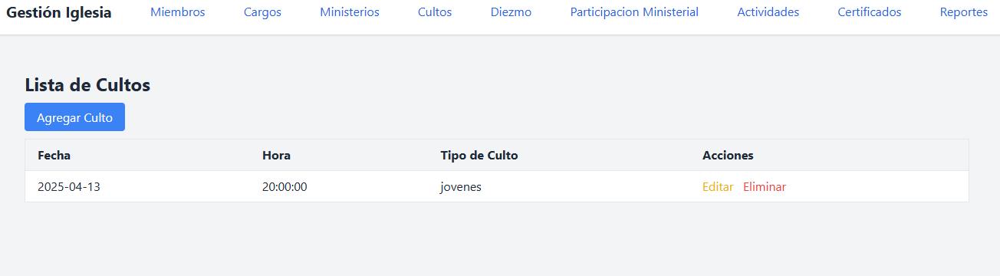 Gestión Iglesia Miembros Cargos Ministerios Cultos Diezmo Participacion Ministerial Actividades Certificados Reportes
Lista de Cultos
Agregar Culto
Fecha Hora Tipo de Culto Acciones
2025-04-13 20:00:00 jovenes Editar Eliminar